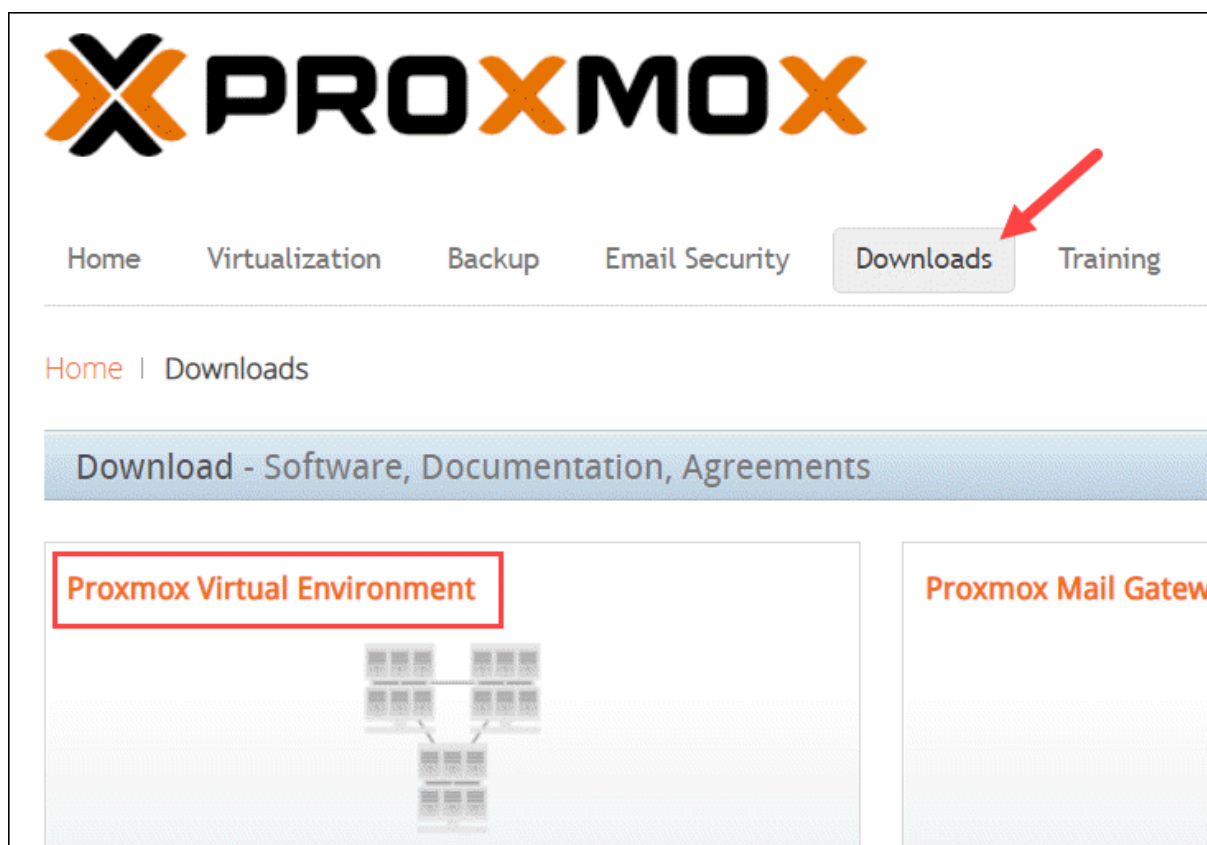 PROXMOX
Home Virtualization Backup Email Security Downloads Training
Home | Downloads
Download - Software, Documentation, Agreements
Proxmox Virtual Environment
Proxmox Mail Gatew